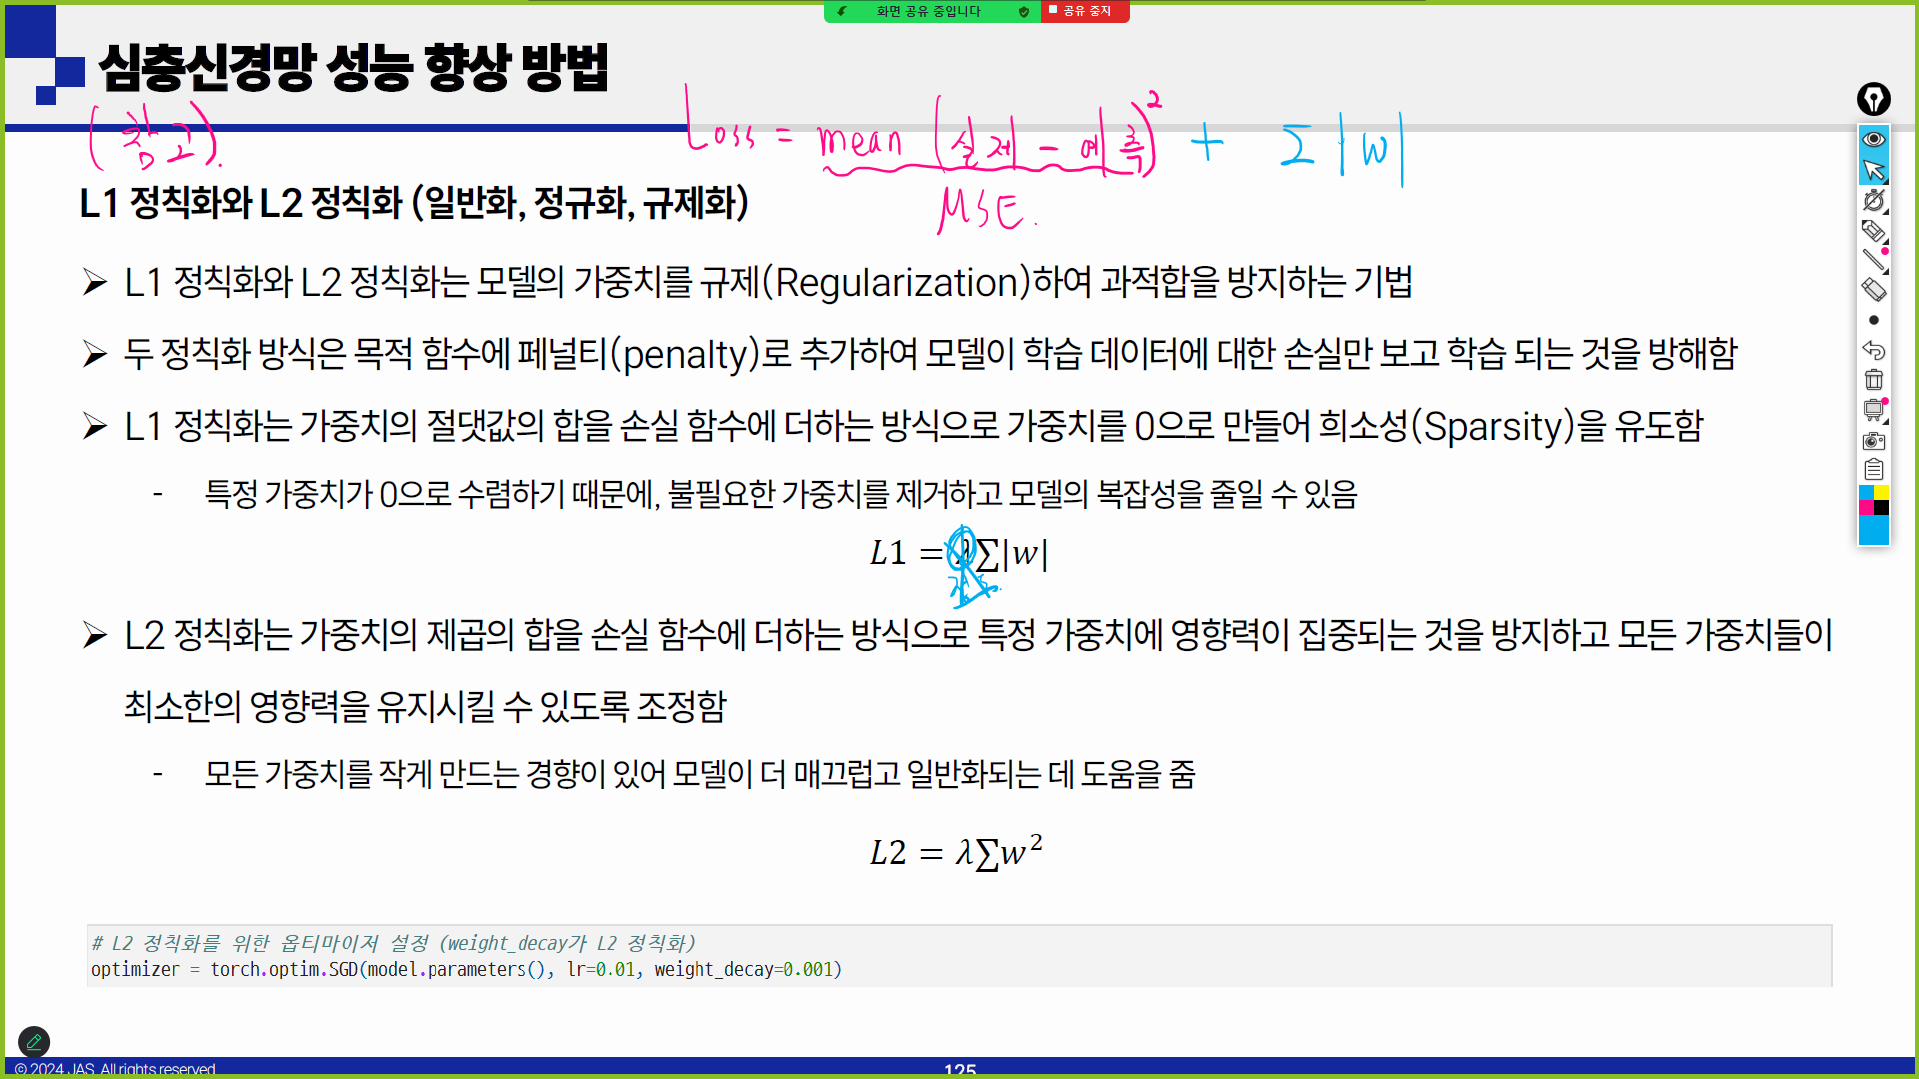 화면 공유 중입니다 공유 중지
심층신경망 성능 향상 방법
(참고).
Loss = mean (실제 - 예측)² + Σ|w|
MSE.
L1 정칙화와 L2 정칙화 (일반화, 정규화, 규제화)
➢ L1 정칙화와 L2 정칙화는 모델의 가중치를 규제(Regularization)하여 과적합을 방지하는 기법
➢ 두 정칙화 방식은 목적 함수에 페널티(penalty)로 추가하여 모델이 학습 데이터에 대한 손실만 보고 학습 되는 것을 방해함
➢ L1 정칙화는 가중치의 절댓값의 합을 손실 함수에 더하는 방식으로 가중치를 0으로 만들어 희소성(Sparsity)을 유도함
- 특정 가중치가 0으로 수렴하기 때문에, 불필요한 가중치를 제거하고 모델의 복잡성을 줄일 수 있음
L1 = λ∑|w|
➢ L2 정칙화는 가중치의 제곱의 합을 손실 함수에 더하는 방식으로 특정 가중치에 영향력이 집중되는 것을 방지하고 모든 가중치들이
최소한의 영향력을 유지시킬 수 있도록 조정함
- 모든 가중치를 작게 만드는 경향이 있어 모델이 더 매끄럽고 일반화되는 데 도움을 줌
L2 = λ∑w²
# L2 정칙화를 위한 옵티마이저 설정 (weight_decay가 L2 정칙화)
optimizer = torch.optim.SGD(model.parameters(), lr=0.01, weight_decay=0.001)
© 2024 JAS. All rights reserved
125